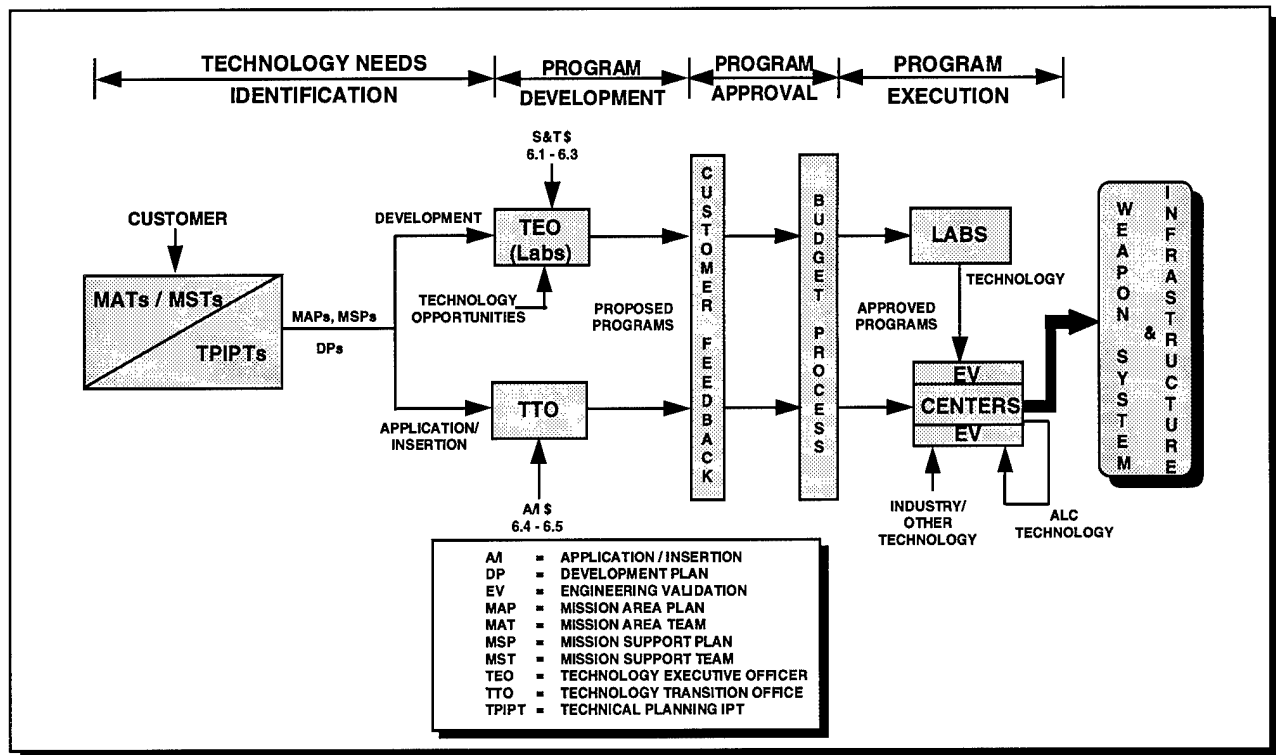 TECHNOLOGY NEEDS
IDENTIFICATION
PROGRAM
DEVELOPMENT
PROGRAM
APPROVAL
PROGRAM
EXECUTION
CUSTOMER
MATs / MSTs
TPIPTs
MAPs, MSPs
DPs
DEVELOPMENT
APPLICATION/
INSERTION
S&T $
6.1 - 6.3
TEO
(Labs)
TECHNOLOGY
OPPORTUNITIES
TTO
A/I $
6.4 - 6.5
PROPOSED
PROGRAMS
CUSTOMER FEEDBACK
BUDGET PROCESS
APPROVED
PROGRAMS
LABS
TECHNOLOGY
EV
CENTERS
EV
INDUSTRY/
OTHER
TECHNOLOGY
ALC
TECHNOLOGY
WEAPON SYSTEM
&
INFRASTRUCTURE
A/I = APPLICATION / INSERTION
DP = DEVELOPMENT PLAN
EV = ENGINEERING VALIDATION
MAP = MISSION AREA PLAN
MAT = MISSION AREA TEAM
MSP = MISSION SUPPORT PLAN
MST = MISSION SUPPORT TEAM
TEO = TECHNOLOGY EXECUTIVE OFFICER
TTO = TECHNOLOGY TRANSITION OFFICE
TPIPT = TECHNICAL PLANNING IPT